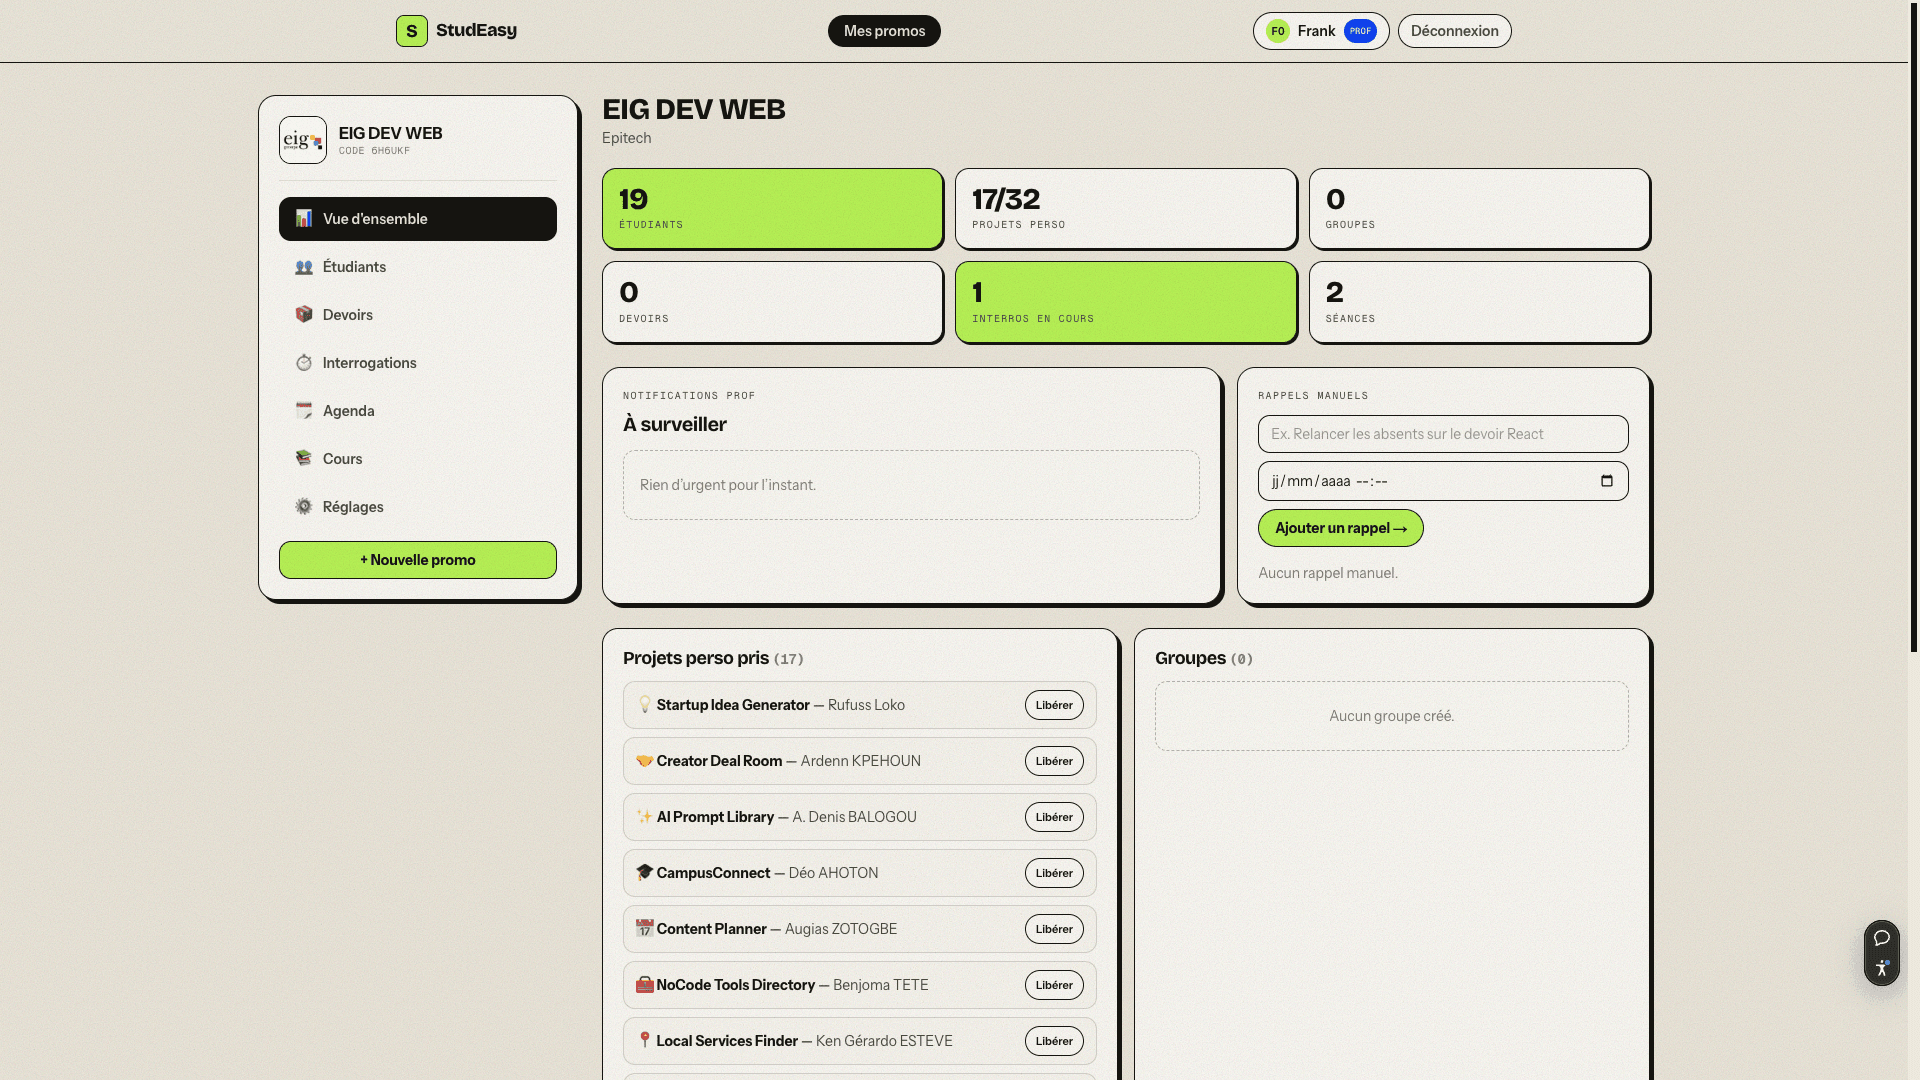 S StudEasy
Mes promos
FO Frank PROF
Déconnexion
eig
EIG DEV WEB
CODE 6H6UKF
Vue d'ensemble
Étudiants
Devoirs
Interrogations
Agenda
Cours
Réglages
+ Nouvelle promo
EIG DEV WEB
Epitech
19
ÉTUDIANTS
17/32
PROJETS PERSO
0
GROUPES
0
DEVOIRS
1
INTERROS EN COURS
2
SÉANCES
NOTIFICATIONS PROF
À surveiller
Rien d'urgent pour l'instant.
RAPPELS MANUELS
Ex. Relancer les absents sur le devoir React
jj/mm/aaaa --:--
Ajouter un rappel →
Aucun rappel manuel.
Projets perso pris (17)
Startup Idea Generator — Rufuss Loko Libérer
Creator Deal Room — Ardenn KPEHOUN Libérer
AI Prompt Library — A. Denis BALOGOU Libérer
CampusConnect — Déo AHOTON Libérer
17 Content Planner — Augias ZOTOGBE Libérer
NoCode Tools Directory — Benjoma TETE Libérer
Local Services Finder — Ken Gérardo ESTEVE Libérer
Groupes (0)
Aucun groupe créé.